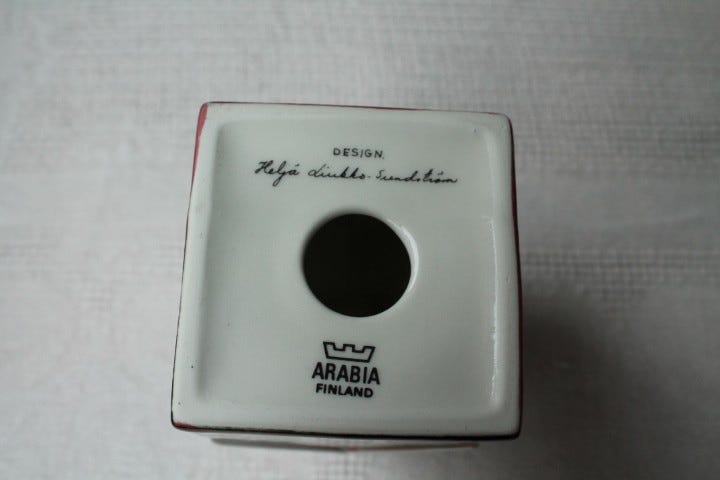 DESIGN.
Heljä Liukko-Sundström
ARABIA
FINLAND